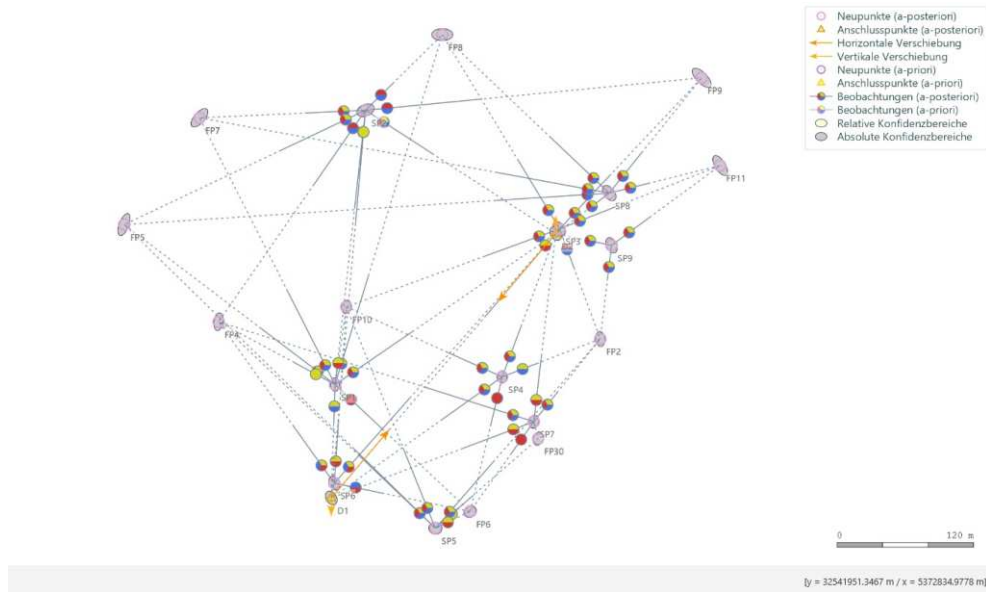 Neupunkte (a-posteriori)
Anschlusspunkte (a-posteriori)
Horizontale Verschiebung
Vertikale Verschiebung
Neupunkte (a-priori)
Anschlusspunkte (a-priori)
Beobachtungen (a-posteriori)
Beobachtungen (a-priori)
Relative Konfidenzbereiche
Absolute Konfidenzbereiche
FP8
FP9
FP7
FP11
SP8
FP5
SP3
SP9
FP10
FP4
FP2
SP4
SP7
FP30
SP6
D1
FP6
SP5
0 120 m
[y = 32541951.3467 m / x = 5372834.9778 m]